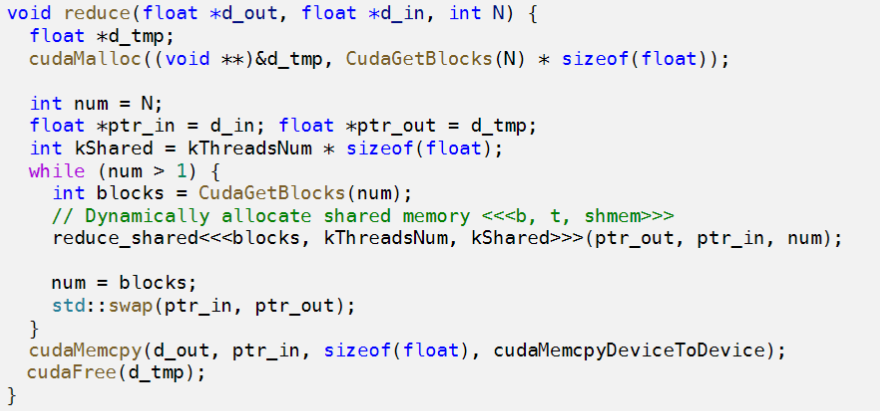 void reduce(float *d_out, float *d_in, int N) {
  float *d_tmp;
  cudaMalloc((void **)&d_tmp, CudaGetBlocks(N) * sizeof(float));

  int num = N;
  float *ptr_in = d_in; float *ptr_out = d_tmp;
  int kShared = kThreadsNum * sizeof(float);
  while (num > 1) {
    int blocks = CudaGetBlocks(num);
    // Dynamically allocate shared memory <<<b, t, shmem>>>
    reduce_shared<<<blocks, kThreadsNum, kShared>>>(ptr_out, ptr_in, num);

    num = blocks;
    std::swap(ptr_in, ptr_out);
  }
  cudaMemcpy(d_out, ptr_in, sizeof(float), cudaMemcpyDeviceToDevice);
  cudaFree(d_tmp);
}